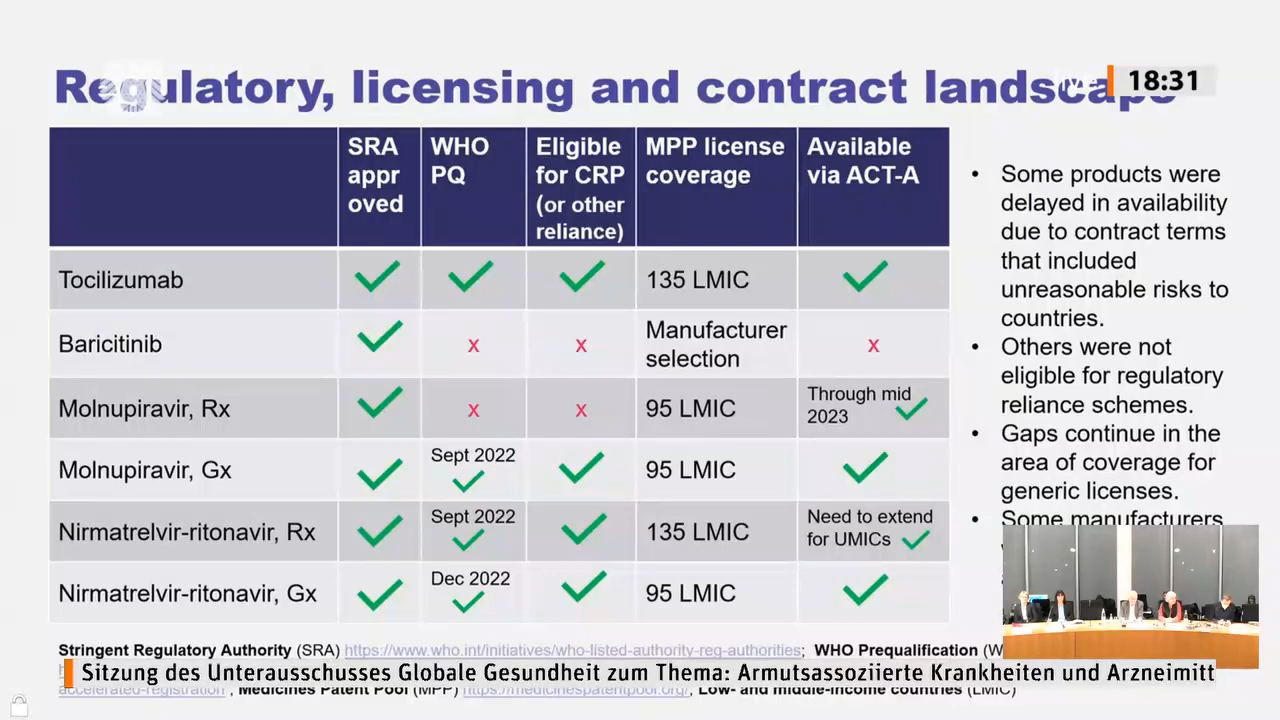 Regulatory, licensing and contract landscape
live 18:31
SRA
appr
oved
WHO
PQ
Eligible
for CRP
(or other
reliance)
MPP license
coverage
Available
via ACT-A
Tocilizumab
135 LMIC
Baricitinib
x
x
Manufacturer
selection
x
Molnupiravir, Rx
x
x
95 LMIC
Through mid
2023
Molnupiravir, Gx
Sept 2022
95 LMIC
Nirmatrelvir-ritonavir, Rx
Sept 2022
135 LMIC
Need to extend
for UMICs
Nirmatrelvir-ritonavir, Gx
Dec 2022
95 LMIC
• Some products were
delayed in availability
due to contract terms
that included
unreasonable risks to
countries.
• Others were not
eligible for regulatory
reliance schemes.
• Gaps continue in the
area of coverage for
generic licenses.
• Some manufacturers
Stringent Regulatory Authority (SRA) https://www.who.int/initiatives/who-listed-authority-reg-authorities; WHO Prequalification (W
Sitzung des Unterausschusses Globale Gesundheit zum Thema: Armutsassoziierte Krankheiten und Arzneimitt
accelerated-registration ; Medicines Patent Pool (MPP) https://medicinespatentpool.org/; Low- and middle-income countries (LMIC)